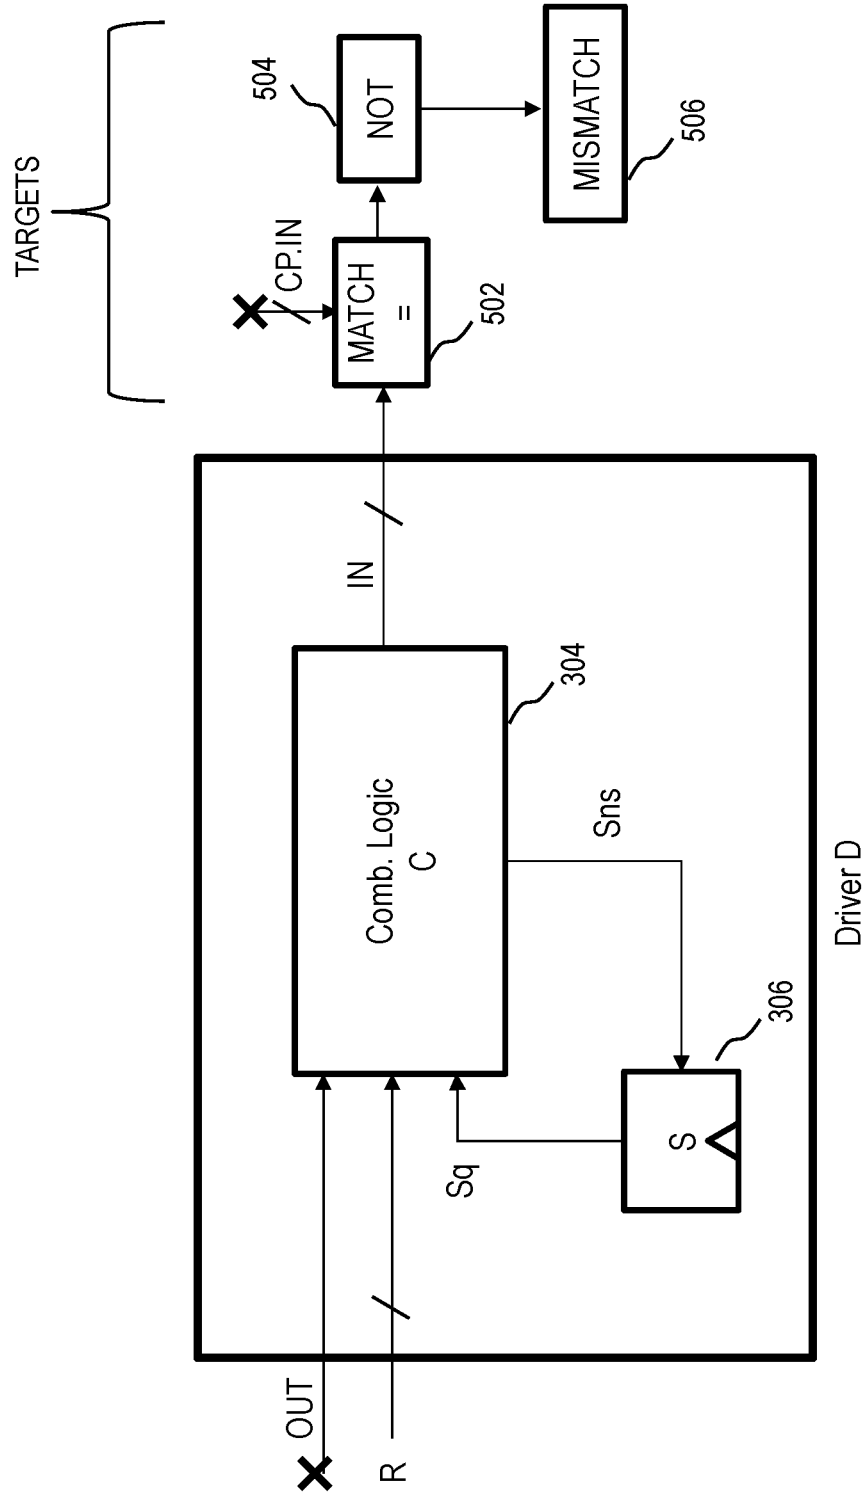 OUT
R
Comb. Logic
C
304
IN
Sq
Sns
S
306
Driver D
TARGETS
CP.IN
MATCH
=
502
NOT
504
MISMATCH
506